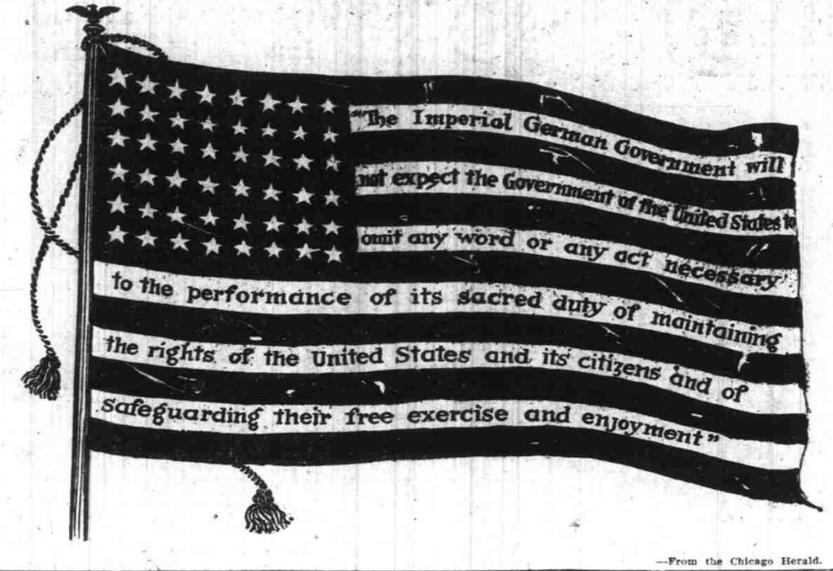 "The Imperial German Government will
not expect the Government of the United States to
omit any word or any act necessary
to the performance of its sacred duty of maintaining
the rights of the United States and its citizens and of
safeguarding their free exercise and enjoyment"
—From the Chicago Herald.